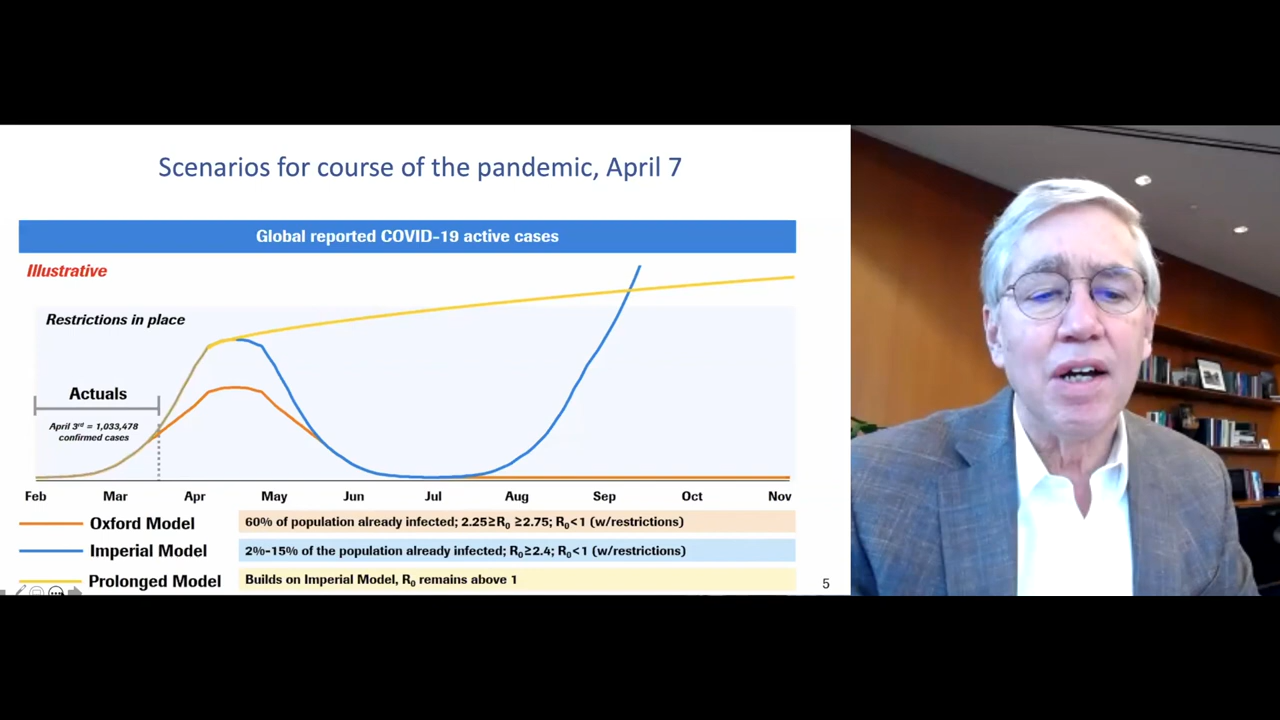 Scenarios for course of the pandemic, April 7
Global reported COVID-19 active cases
Illustrative
Restrictions in place
Actuals
April 3rd = 1,033,478
confirmed cases
Feb Mar Apr May Jun Jul Aug Sep Oct Nov
Oxford Model 60% of population already infected; 2.25≥R₀ ≥2.75; R₀<1 (w/restrictions)
Imperial Model 2%-15% of the population already infected; R₀≥2.4; R₀<1 (w/restrictions)
Prolonged Model Builds on Imperial Model, R₀ remains above 1
5